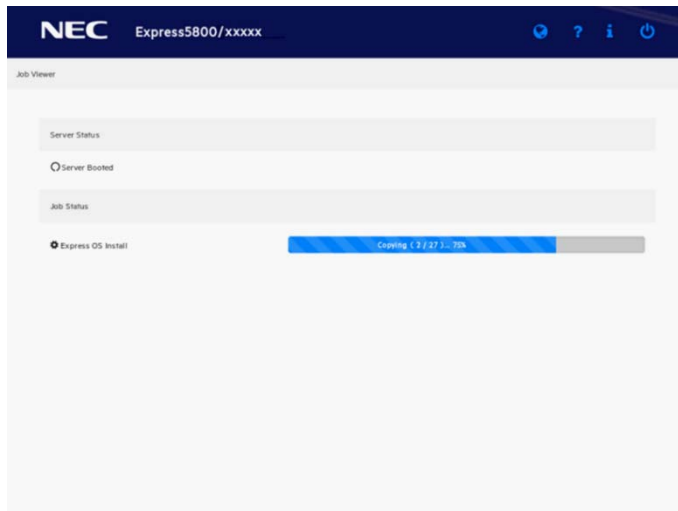 NEC Express5800/xxxxx ? i
Job Viewer
Server Status
Server Booted
Job Status
Express OS Install Copying ( 2 / 27 )... 75%